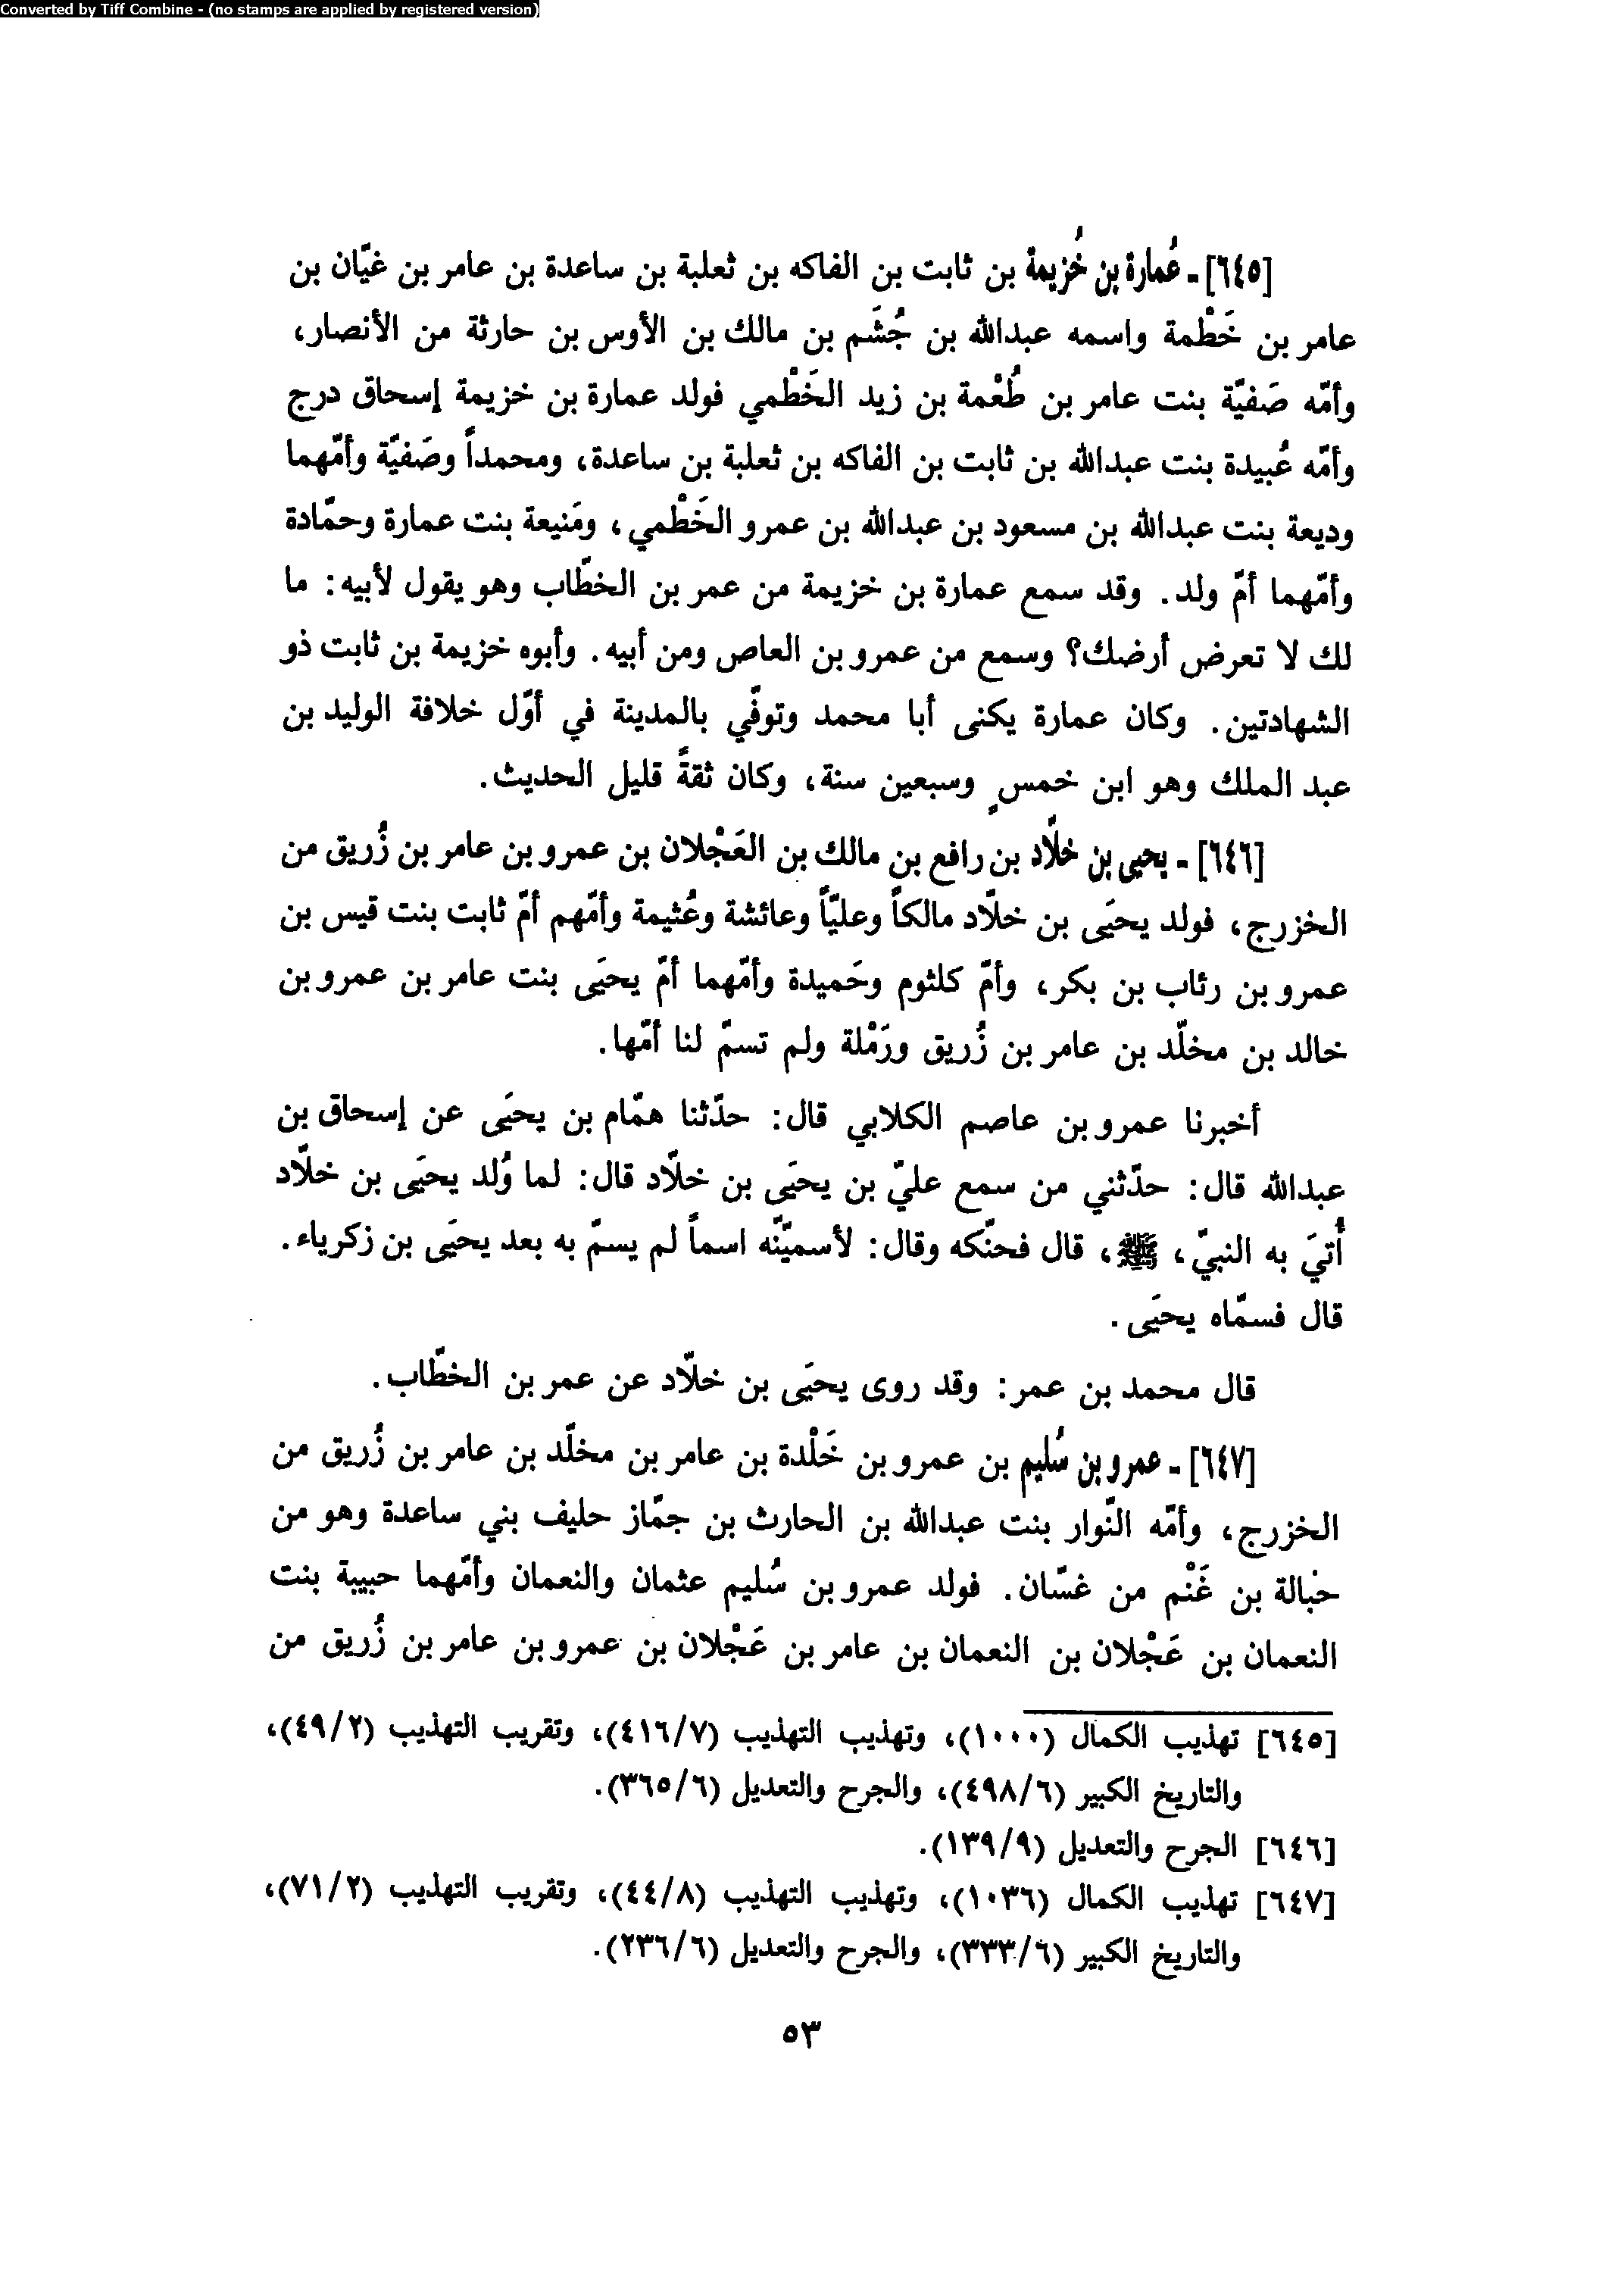 Converted by Tiff Combine - (no stamps are applied by registered version)
[٦٤٥] - عُمارة بن خُزيمة بن ثابت بن الفاكه بن ثعلبة بن ساعدة بن عامر بن غيّان بن
عامر بن خَطْمة واسمه عبدالله بن جُشَم بن مالك بن الأوس بن حارثة من الأنصار،
وأمّه صَفيّة بنت عامر بن طُعْمة بن زيد الخَطْمي فولد عمارة بن خزيمة إسحاق درج
وأمّه عُبيدة بنت عبدالله بن ثابت بن الفاكه بن ثعلبة بن ساعدة، ومحمداً وصَفيّة وأمّهما
وديعة بنت عبدالله بن مسعود بن عبدالله بن عمرو الخَطْمي، ومَنيعة بنت عمارة وحمّادة
وأمّهما أمّ ولد. وقد سمع عمارة بن خزيمة من عمر بن الخطّاب وهو يقول لأبيه: ما
لك لا تعرض أرضك؟ وسمع من عمرو بن العاص ومن أبيه. وأبوه خزيمة بن ثابت ذو
الشهادتين. وكان عمارة يكنى أبا محمد وتوفّي بالمدينة في أوّل خلافة الوليد بن
عبد الملك وهو ابن خمسٍ وسبعين سنة، وكان ثقةً قليل الحديث.
[٦٤٦] - يحيى بن خلّاد بن رافع بن مالك بن العَجْلان بن عمرو بن عامر بن زُريق من
الخزرج، فولد يحيَى بن خلّاد مالكاً وعليّاً وعائشة وعُثيمة وأمّهم أمّ ثابت بنت قيس بن
عمرو بن رئاب بن بكر، وأمّ كلثوم وحَميدة وأمّهما أمّ يحيَى بنت عامر بن عمرو بن
خالد بن مخلّد بن عامر بن زُريق ورَمْلة ولم تسمّ لنا أمّها.
أخبرنا عمرو بن عاصم الكلابي قال: حدّثنا همّام بن يحيَى عن إسحاق بن
عبدالله قال: حدّثني من سمع عليّ بن يحيَى بن خلّاد قال: لما وُلد يحيَى بن خلّاد
أُتيَ به النبيّ، ﷺ، قال فحنّكه وقال: لأسميّنّه اسماً لم يسمّ به بعد يحيَى بن زكرياء.
قال فسمّاه يحيَى.
قال محمد بن عمر: وقد روى يحيَى بن خلّاد عن عمر بن الخطّاب.
[٦٤٧] - عمرو بن سُليم بن عمرو بن خَلْدة بن عامر بن مخلّد بن عامر بن زُريق من
الخزرج، وأمّه النّوار بنت عبدالله بن الحارث بن جمّاز حليف بني ساعدة وهو من
حْبالة بن غَنْم من غسّان. فولد عمرو بن سُليم عثمان والنعمان وأمّهما حبيبة بنت
النعمان بن عَجْلان بن النعمان بن عامر بن عَجْلان بن عمرو بن عامر بن زُريق من
[٦٤٥] تهذيب الكمال (١٠٠٠)، وتهذيب التهذيب (٤١٦/٧)، وتقريب التهذيب (٤٩/٢)،
والتاريخ الكبير (٤٩٨/٦)، والجرح والتعديل (٣٦٥/٦).
[٦٤٦] الجرح والتعديل (١٣٩/٩).
[٦٤٧] تهذيب الكمال (١٠٣٦)، وتهذيب التهذيب (٤٤/٨)، وتقريب التهذيب (٧١/٢)،
والتاريخ الكبير (٣٣٣/٦)، والجرح والتعديل (٢٣٦/٦).
٥٣